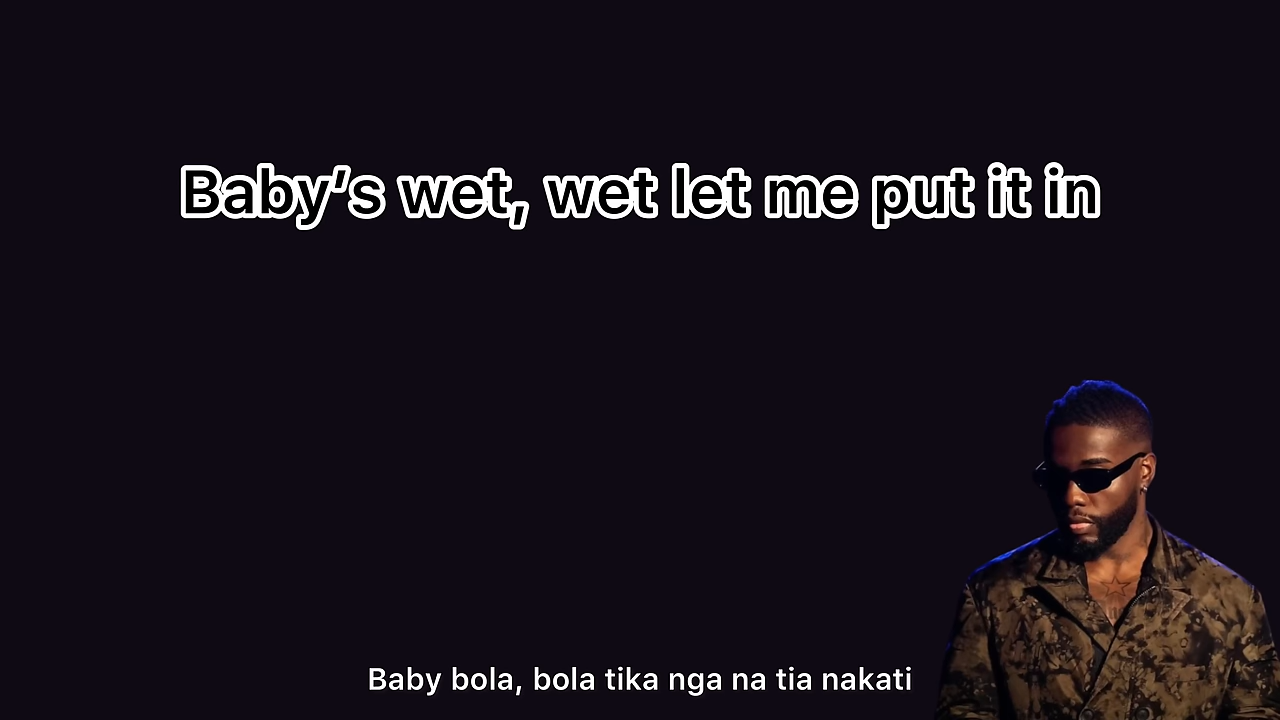 Baby’s wet, wet let me put it in
Baby bola, bola tika nga na tia nakati